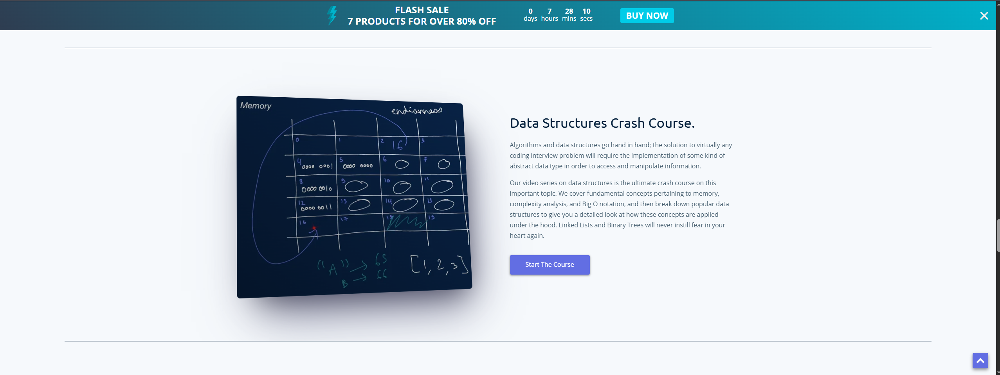 FLASH SALE
7 PRODUCTS FOR OVER 80% OFF
0 7 28 10
days hours mins secs
BUY NOW
Memory
endianness
0 1 2 16 3
4 0000 0001 5 0000 0000 6 7
8 0000 0010 9 10 11
12 0000 0011 13 14 15
16 17 18 19
"A" → 65
B → 66
[1, 2, 3]
Data Structures Crash Course.
Algorithms and data structures go hand in hand; the solution to virtually any
coding interview problem will require the implementation of some kind of
abstract data type in order to access and manipulate information.
Our video series on data structures is the ultimate crash course on this
important topic. We cover fundamental concepts pertaining to memory,
complexity analysis, and Big O notation, and then break down popular data
structures to give you a detailed look at how these concepts are applied
under the hood. Linked Lists and Binary Trees will never instill fear in your
heart again.
Start The Course